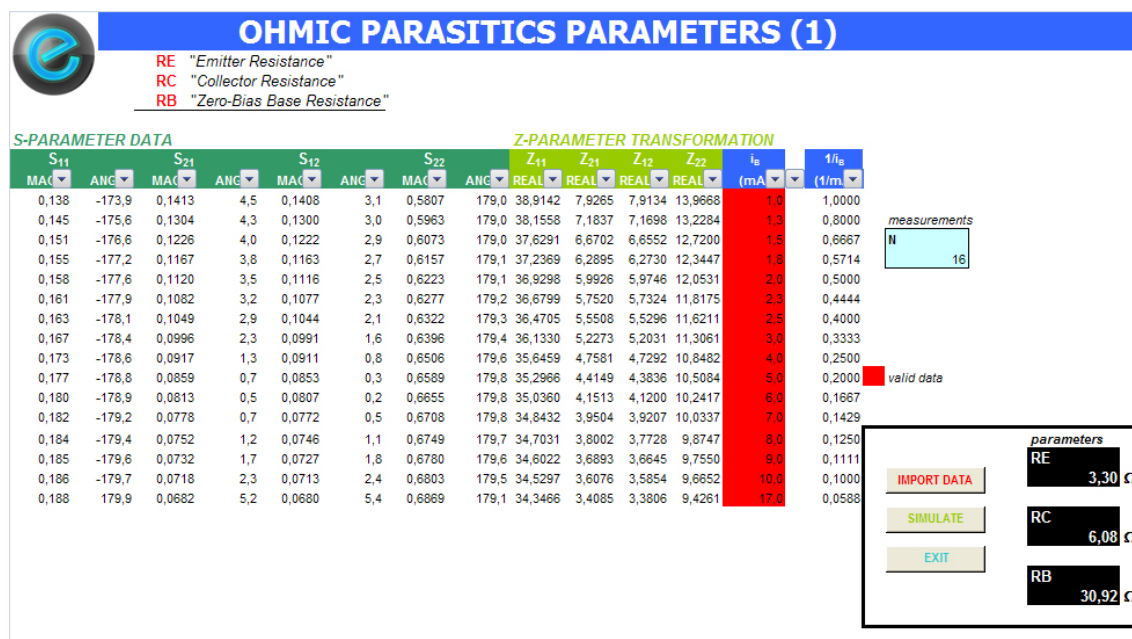 OHMIC PARASITICS PARAMETERS (1)
RE "Emitter Resistance"
RC "Collector Resistance"
RB "Zero-Bias Base Resistance"
S-PARAMETER DATA Z-PARAMETER TRANSFORMATION
S11 S21 S12 S22 Z11 Z21 Z12 Z22 iB 1/iB
MAG ANG MAG ANG MAG ANG MAG ANG REAL REAL REAL REAL (mA (1/m
0,138 -173,9 0,1413 4,5 0,1408 3,1 0,5807 179,0 38,9142 7,9265 7,9134 13,9668 1,0 1,0000
0,145 -175,6 0,1304 4,3 0,1300 3,0 0,5963 179,0 38,1558 7,1837 7,1698 13,2284 1,3 0,8000 measurements
0,151 -176,6 0,1226 4,0 0,1222 2,9 0,6073 179,0 37,6291 6,6702 6,6552 12,7200 1,5 0,6667 N
0,155 -177,2 0,1167 3,8 0,1163 2,7 0,6157 179,1 37,2369 6,2895 6,2730 12,3447 1,8 0,5714 16
0,158 -177,6 0,1120 3,5 0,1116 2,5 0,6223 179,1 36,9298 5,9926 5,9746 12,0531 2,0 0,5000
0,161 -177,9 0,1082 3,2 0,1077 2,3 0,6277 179,2 36,6799 5,7520 5,7324 11,8175 2,3 0,4444
0,163 -178,1 0,1049 2,9 0,1044 2,1 0,6322 179,3 36,4705 5,5508 5,5296 11,6211 2,5 0,4000
0,167 -178,4 0,0996 2,3 0,0991 1,6 0,6396 179,4 36,1330 5,2273 5,2031 11,3061 3,0 0,3333
0,173 -178,6 0,0917 1,3 0,0911 0,8 0,6506 179,6 35,6459 4,7581 4,7292 10,8482 4,0 0,2500
0,177 -178,8 0,0859 0,7 0,0853 0,3 0,6589 179,8 35,2966 4,4149 4,3836 10,5084 5,0 0,2000 valid data
0,180 -178,9 0,0813 0,5 0,0807 0,2 0,6655 179,8 35,0360 4,1513 4,1200 10,2417 6,0 0,1667
0,182 -179,2 0,0778 0,7 0,0772 0,5 0,6708 179,8 34,8432 3,9504 3,9207 10,0337 7,0 0,1429
0,184 -179,4 0,0752 1,2 0,0746 1,1 0,6749 179,7 34,7031 3,8002 3,7728 9,8747 8,0 0,1250
0,185 -179,6 0,0732 1,7 0,0727 1,8 0,6780 179,6 34,6022 3,6893 3,6645 9,7550 9,0 0,1111
0,186 -179,7 0,0718 2,3 0,0713 2,4 0,6803 179,5 34,5297 3,6076 3,5854 9,6652 10,0 0,1000
0,188 179,9 0,0682 5,2 0,0680 5,4 0,6869 179,1 34,3466 3,4085 3,3806 9,4261 17,0 0,0588
parameters
RE
3,30 Ω
IMPORT DATA
SIMULATE
EXIT
RC
6,08 Ω
RB
30,92 Ω